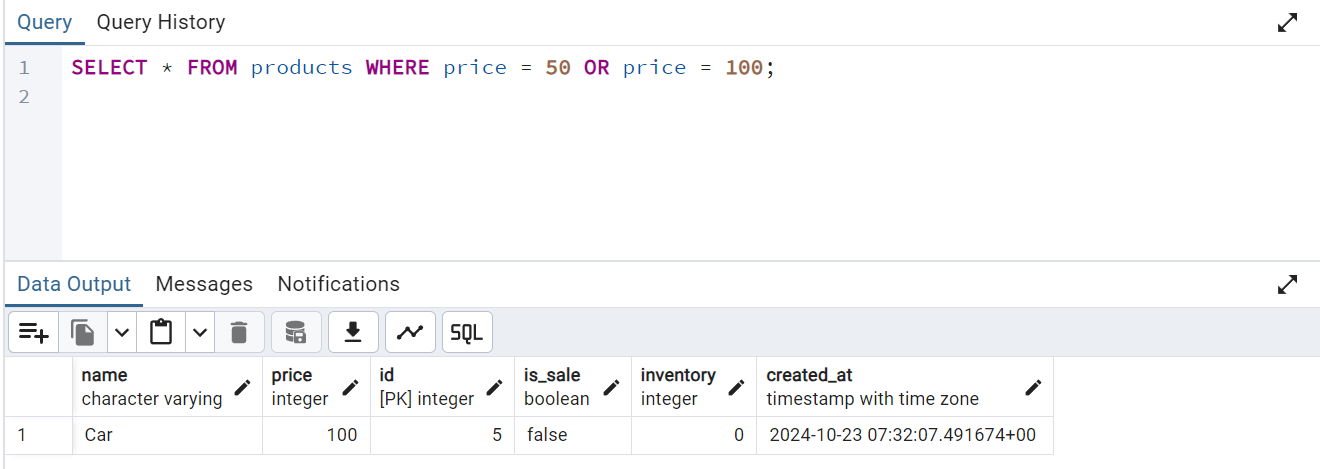 Query Query History
1 SELECT * FROM products WHERE price = 50 OR price = 100;
2
Data Output Messages Notifications
SQL
name price id is_sale inventory created_at
character varying integer [PK] integer boolean integer timestamp with time zone
1 Car 100 5 false 0 2024-10-23 07:32:07.491674+00